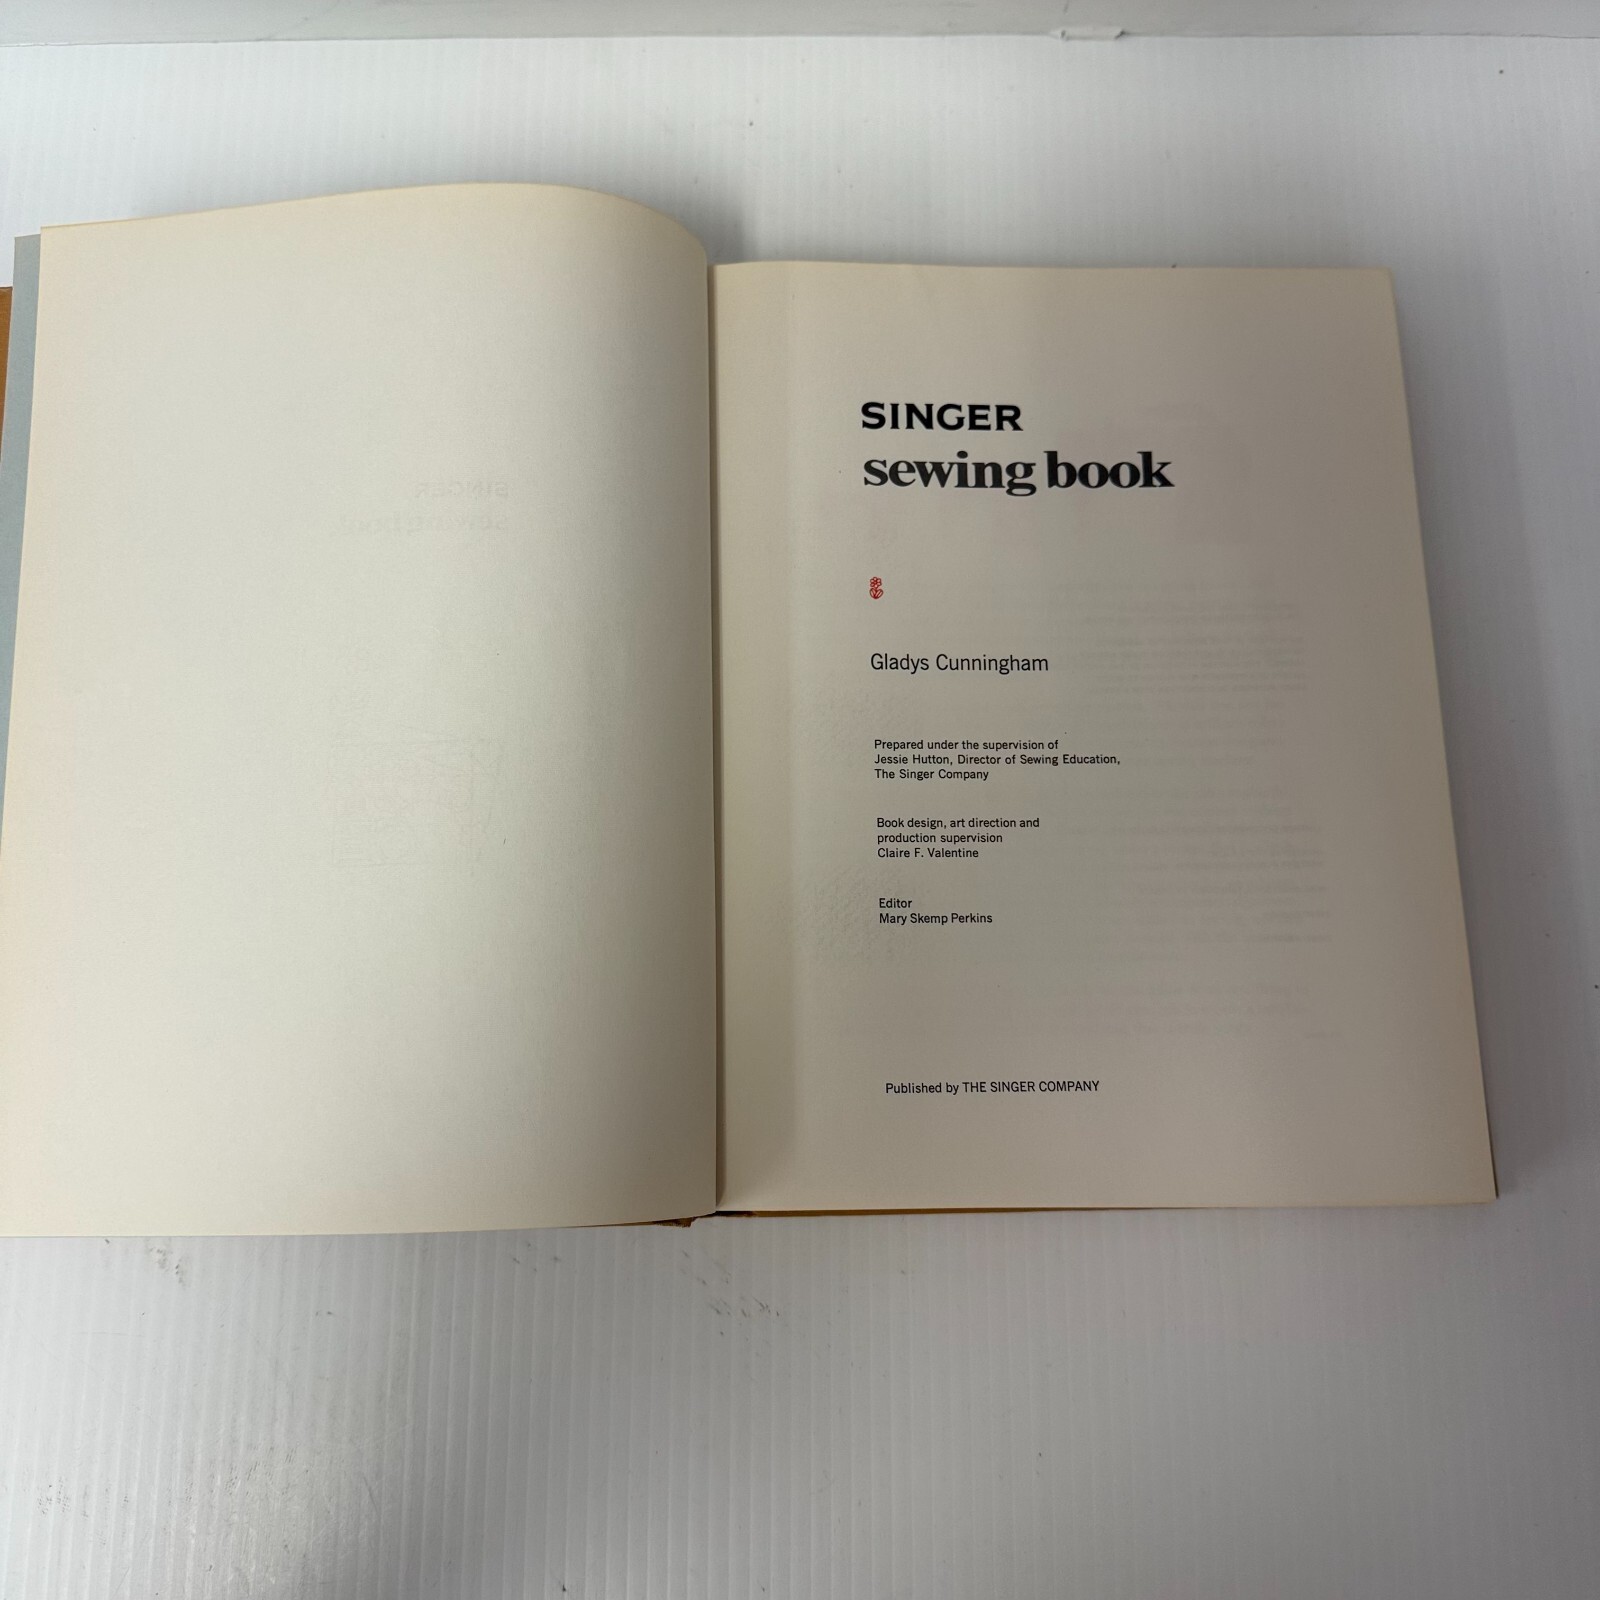 SINGER
sewing book
Gladys Cunningham
Prepared under the supervision of
Jessie Hutton, Director of Sewing Education,
The Singer Company
Book design, art direction and
production supervision
Claire F. Valentine
Editor
Mary Skemp Perkins
Published by THE SINGER COMPANY